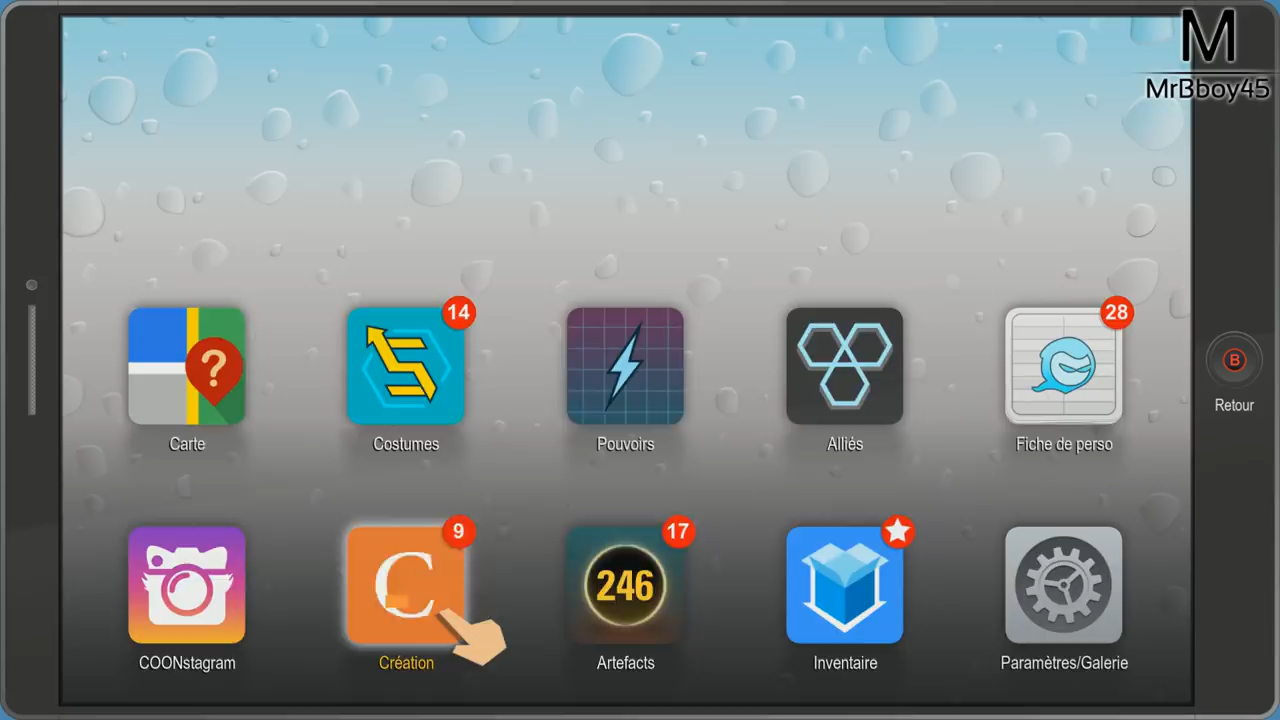 M
MrBboy45
14
28
Carte
Costumes
Pouvoirs
Alliés
Fiche de perso
B
Retour
9
17
C
246
COONstagram
Création
Artefacts
Inventaire
Paramètres/Galerie